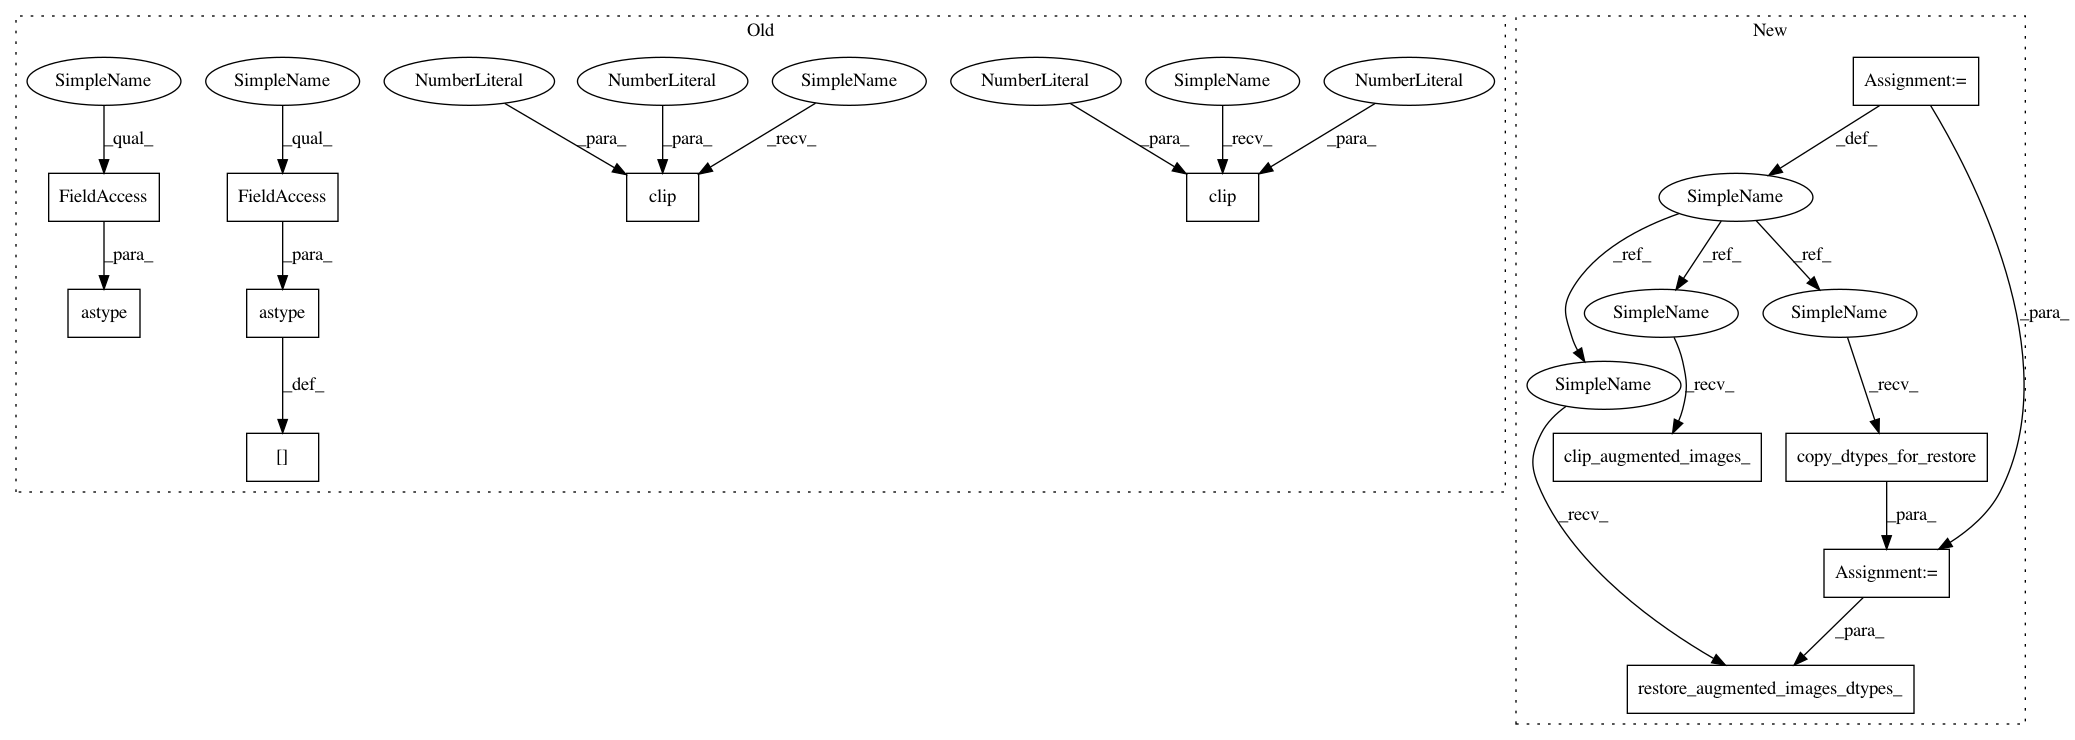 Old
New
SimpleName
SimpleName
NumberLiteral
NumberLiteral
SimpleName
NumberLiteral
SimpleName
NumberLiteral
Assignment:=
_qual_
_qual_
_para_
_para_
_recv_
_para_
_recv_
_para_
_def_
FieldAccess
FieldAccess
clip
clip
SimpleName
_para_
_para_
_ref_
_ref_
_ref_
astype
astype
SimpleName
SimpleName
_para_
_def_
SimpleName
_recv_
_recv_
[]
clip_augmented_images_
copy_dtypes_for_restore
_recv_
_para_
Assignment:=
_para_
restore_augmented_images_dtypes_